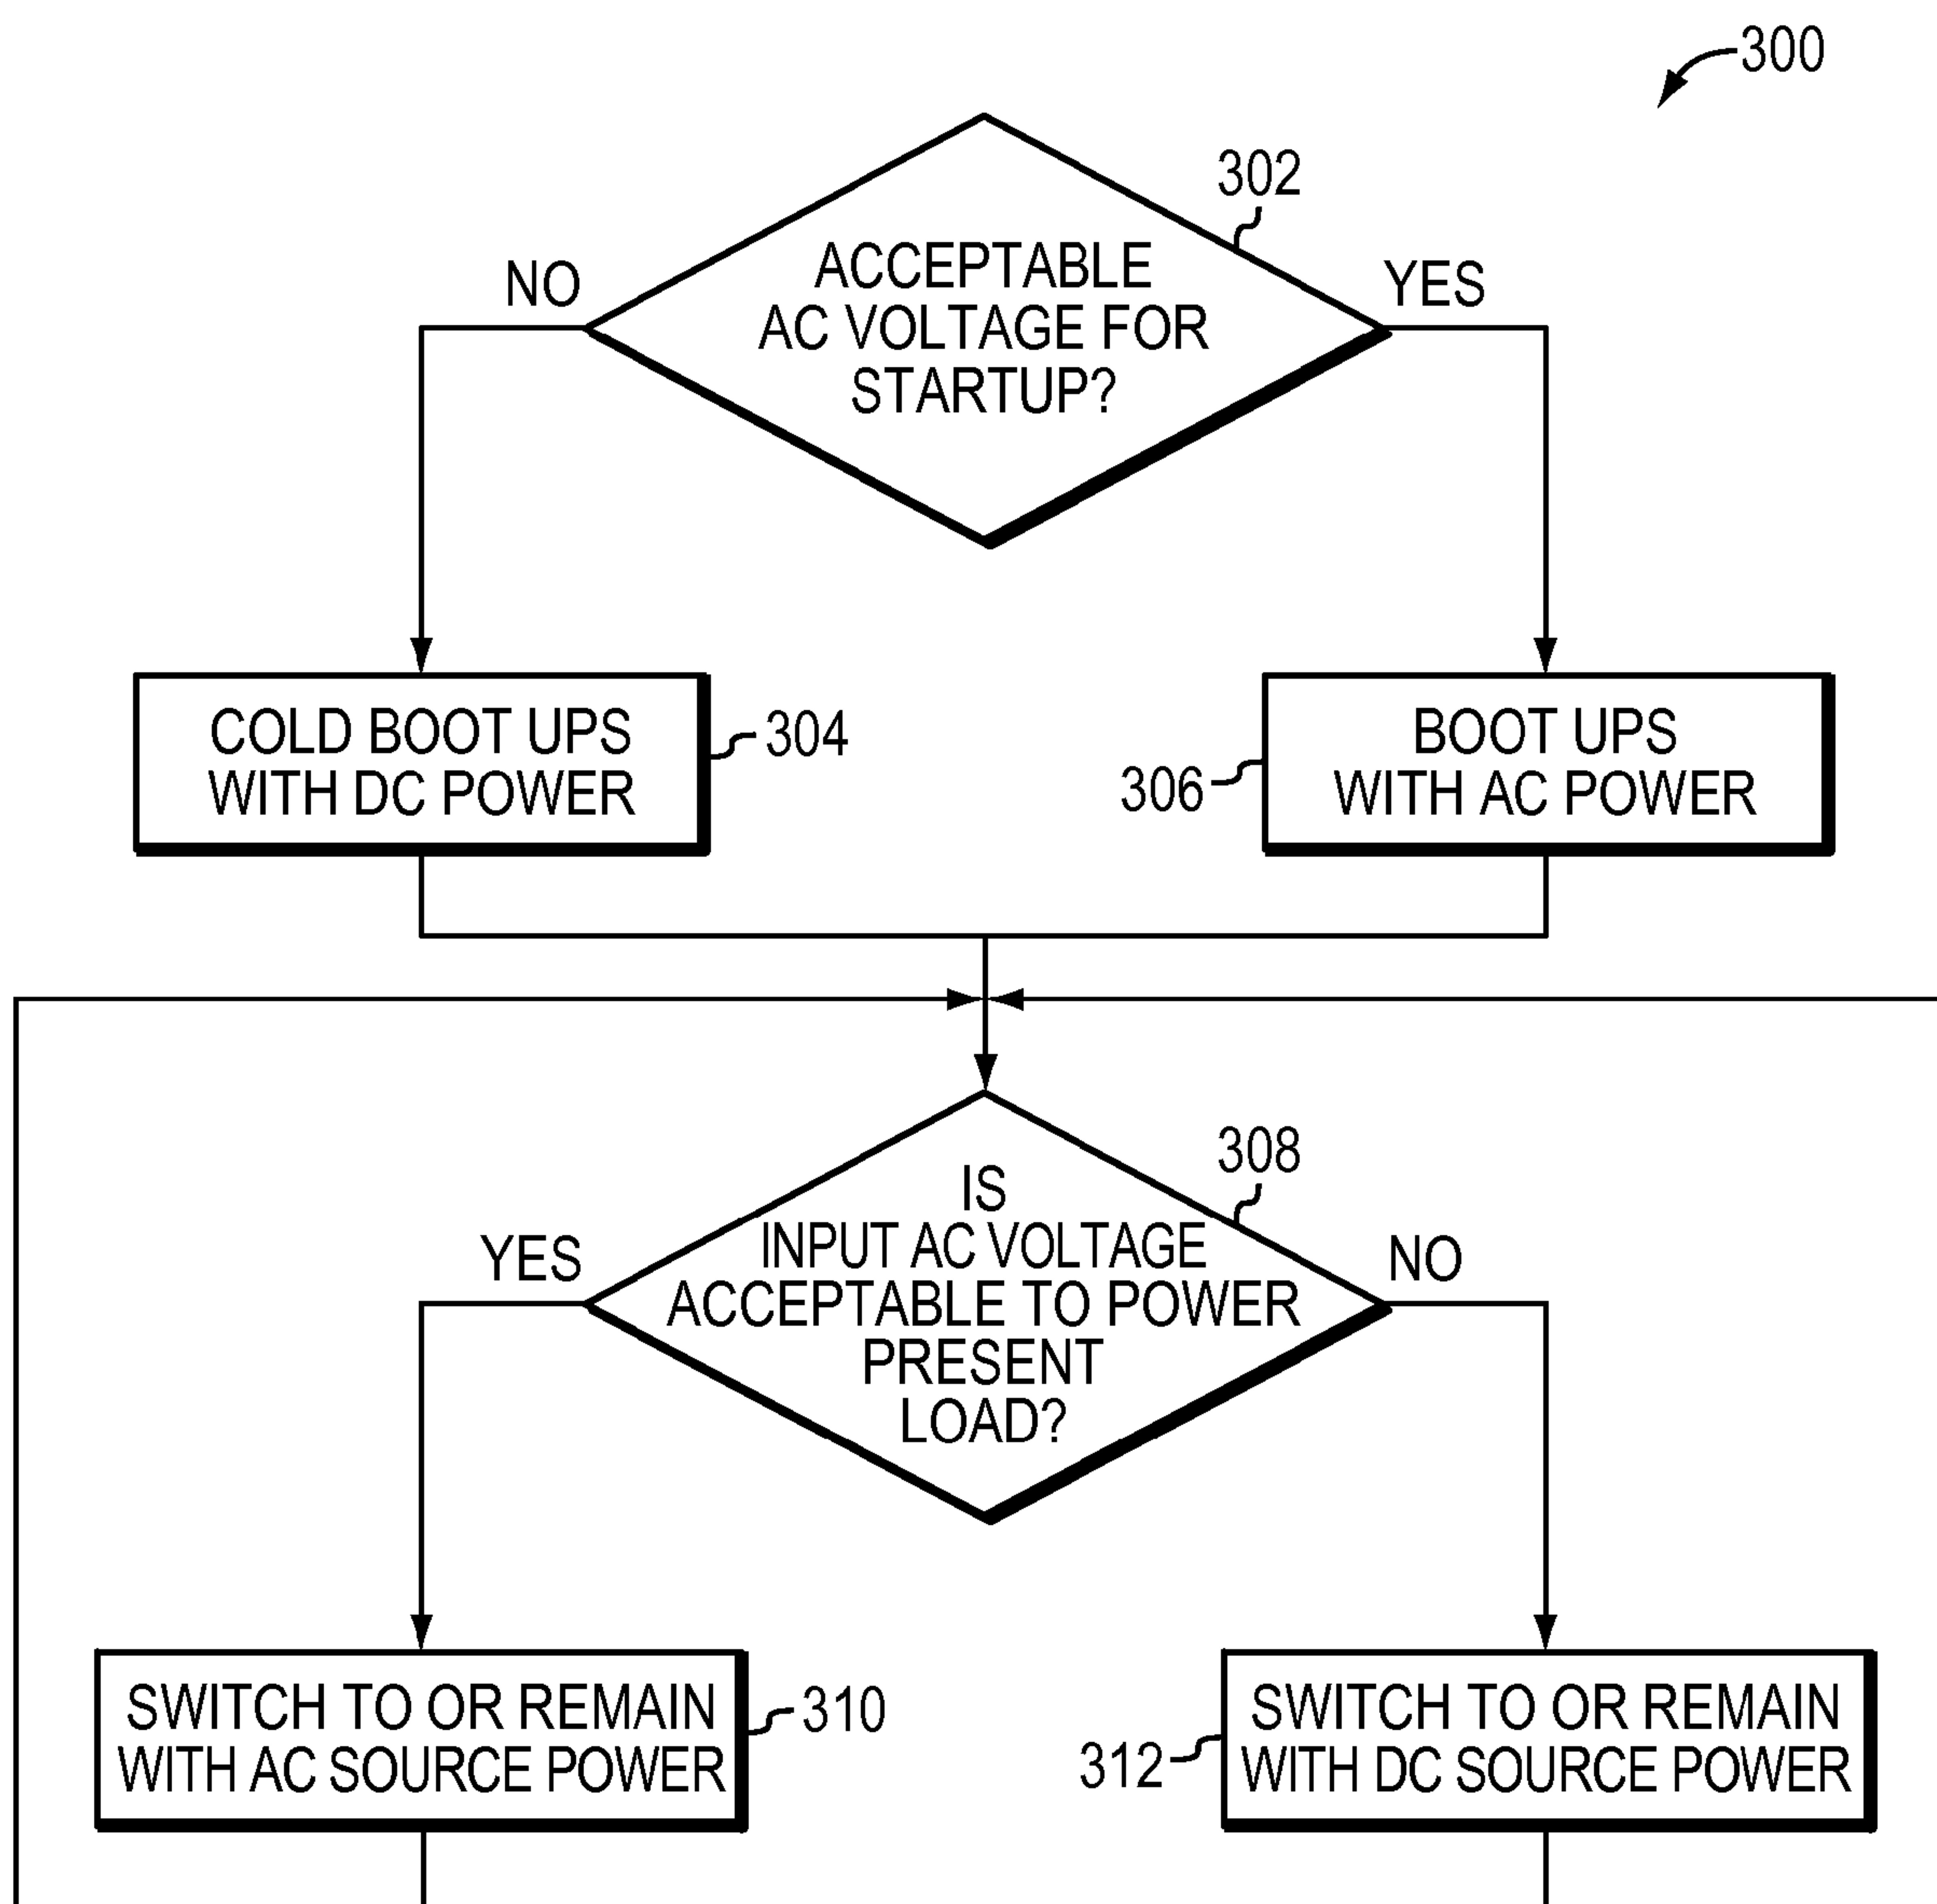 300
302
ACCEPTABLE
AC VOLTAGE FOR
STARTUP?
NO
YES
COLD BOOT UPS
WITH DC POWER
304
BOOT UPS
WITH AC POWER
306
308
IS
INPUT AC VOLTAGE
ACCEPTABLE TO POWER
PRESENT
LOAD?
YES
NO
SWITCH TO OR REMAIN
WITH AC SOURCE POWER
310
SWITCH TO OR REMAIN
WITH DC SOURCE POWER
312